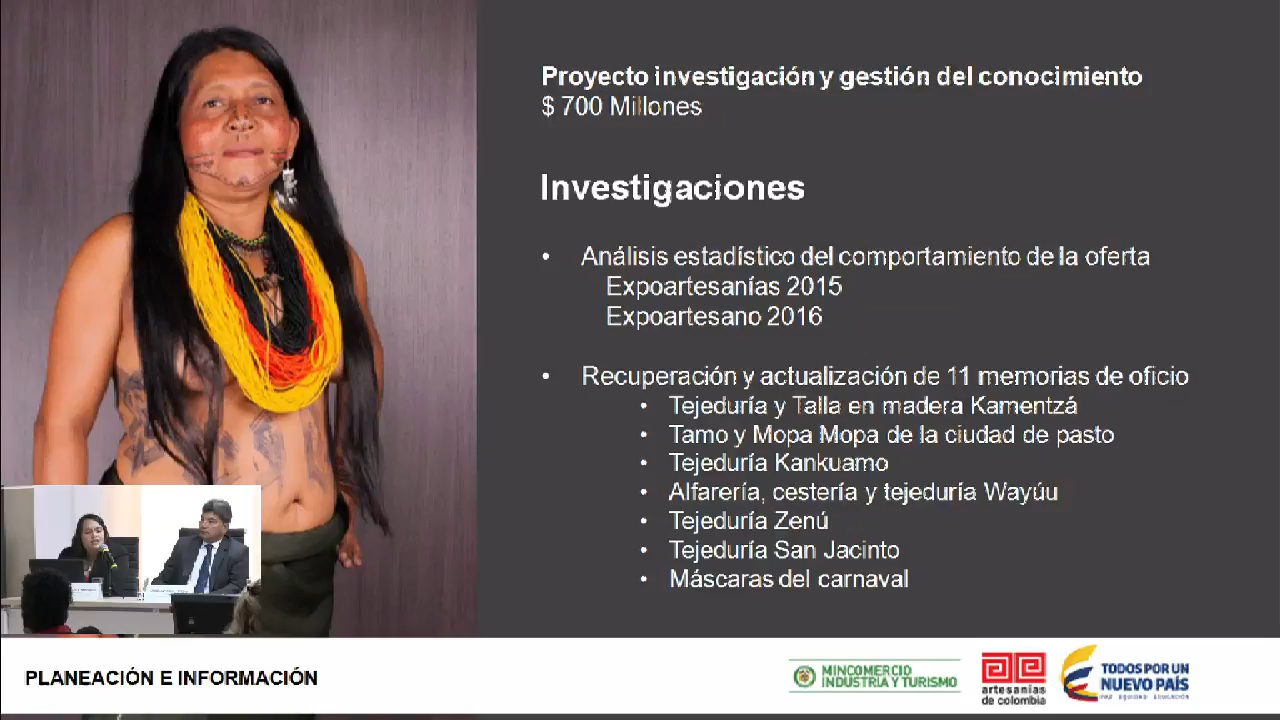 Proyecto investigación y gestión del conocimiento
$ 700 Millones
Investigaciones
• Análisis estadístico del comportamiento de la oferta
Expoartesanías 2015
Expoartesano 2016
• Recuperación y actualización de 11 memorias de oficio
• Tejeduría y Talla en madera Kamentzá
• Tamo y Mopa Mopa de la ciudad de pasto
• Tejeduría Kankuamo
• Alfarería, cestería y tejeduría Wayúu
• Tejeduría Zenú
• Tejeduría San Jacinto
• Máscaras del carnaval
PLANEACIÓN E INFORMACIÓN
MINCOMERCIO
INDUSTRIA Y TURISMO
artesanías
de colombia
TODOS POR UN
NUEVO PAÍS
PAZ EQUIDAD EDUCACIÓN